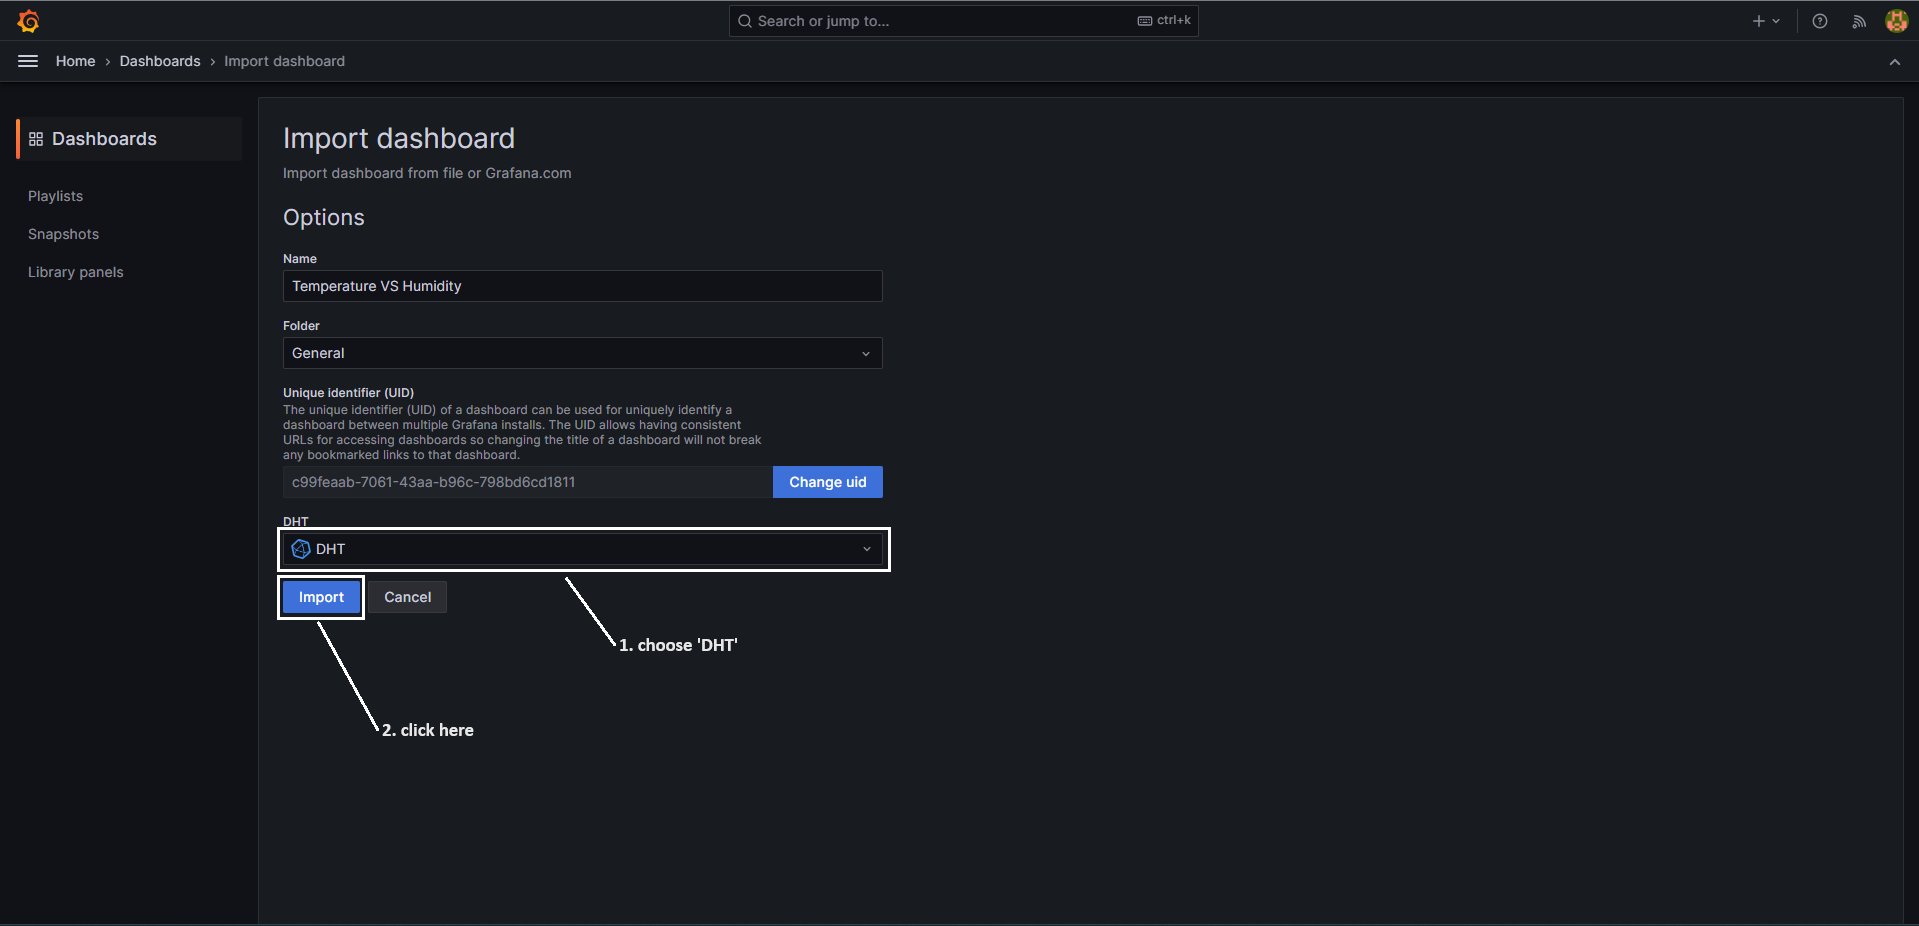 Search or jump to...
ctrl+k
Home › Dashboards › Import dashboard
Dashboards
Playlists
Snapshots
Library panels
Import dashboard
Import dashboard from file or Grafana.com
Options
Name
Temperature VS Humidity
Folder
General
Unique identifier (UID)
The unique identifier (UID) of a dashboard can be used for uniquely identify a
dashboard between multiple Grafana installs. The UID allows having consistent
URLs for accessing dashboards so changing the title of a dashboard will not break
any bookmarked links to that dashboard.
c99feaab-7061-43aa-b96c-798bd6cd1811
Change uid
DHT
DHT
Import
Cancel
1. choose 'DHT'
2. click here